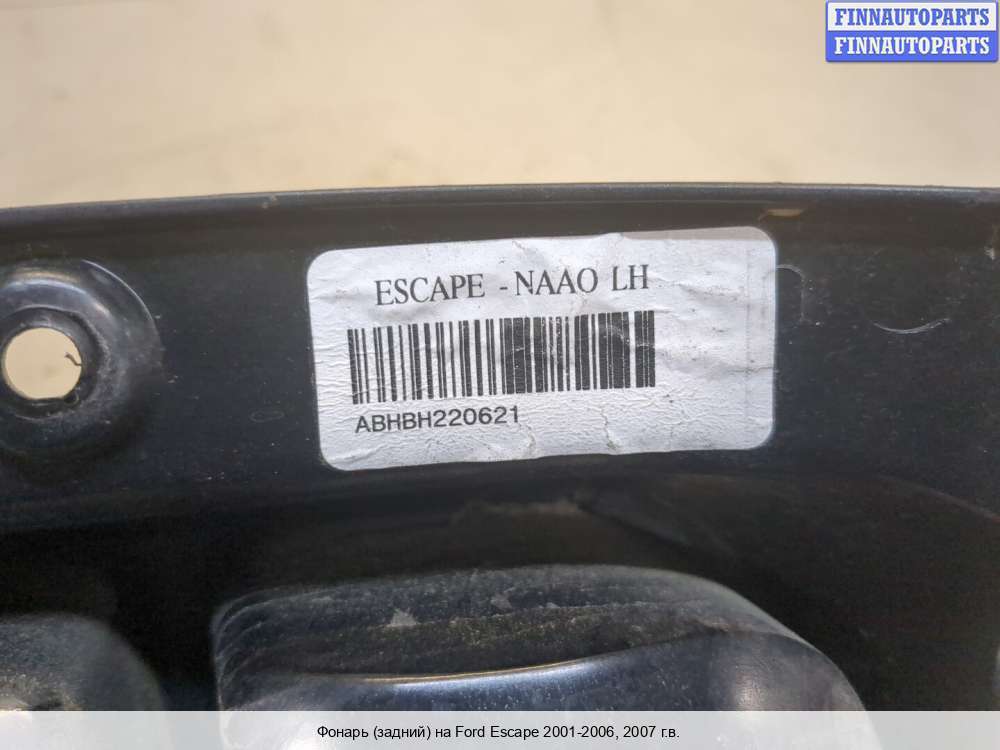 FINNAUTOPARTS
FINNAUTOPARTS
ESCAPE - NAAO LH
ABHBH220621
Фонарь (задний) на Ford Escape 2001-2006, 2007 г.в.